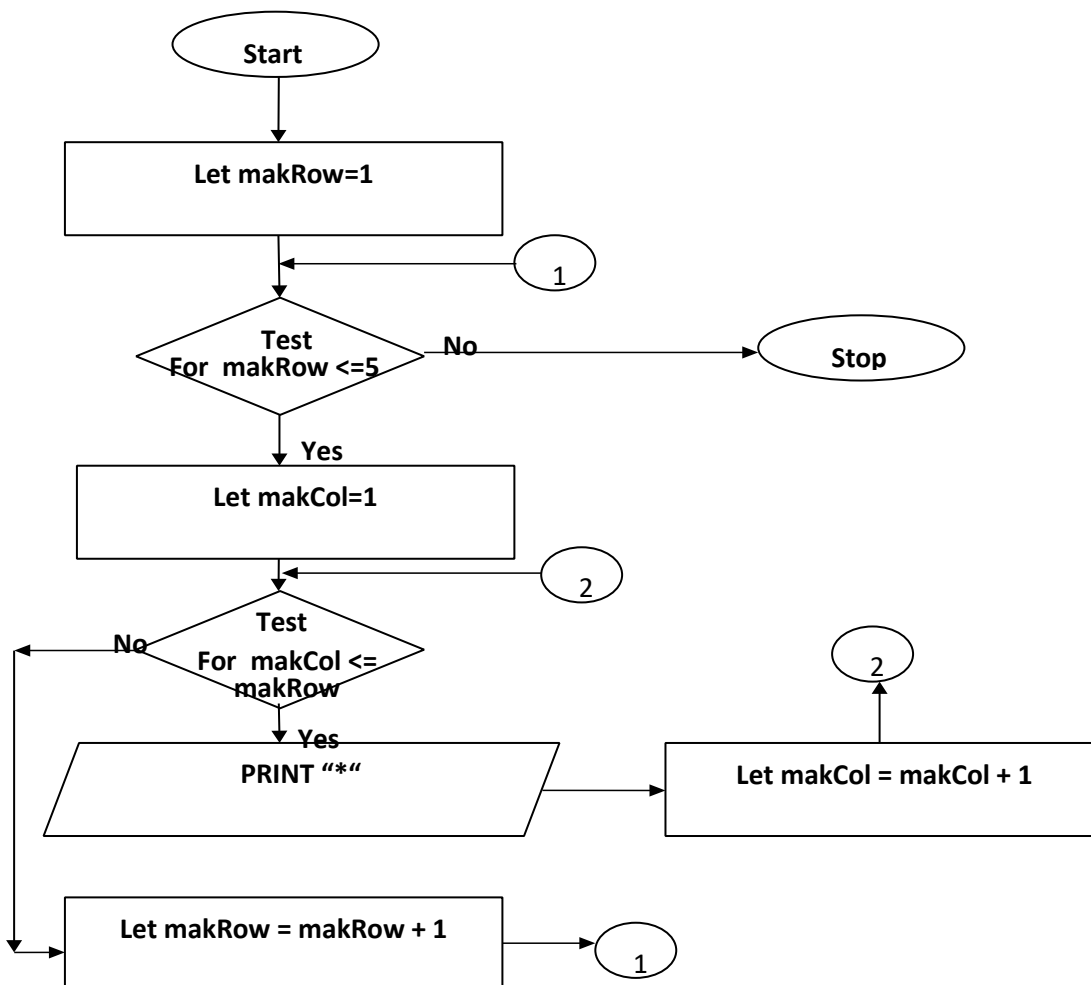 Start
Let makRow=1
1
Test
For makRow <=5
No
Stop
Yes
Let makCol=1
2
Test
No
For makCol <=
makRow
2
Yes
PRINT “*“
Let makCol = makCol + 1
Let makRow = makRow + 1
1